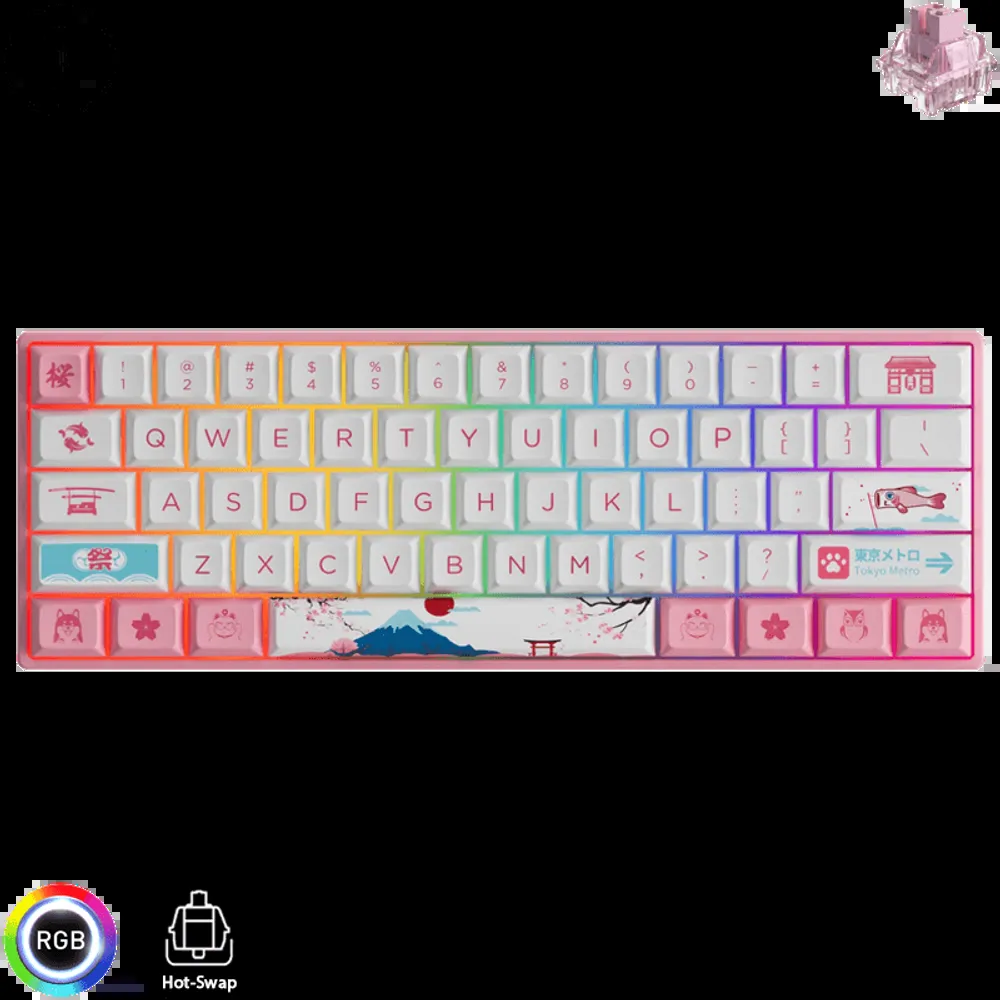 桜 ! 1 @ 2 # 3 $ 4 % 5 ^ 6 & 7 * 8 ( 9 ) 0 _ - + =
Q W E R T Y U I O P { [ } ] | \
A S D F G H J K L : ; " '
祭 Z X C V B N M < , > . ? / 東京メトロ
Tokyo Metro
RGB
Hot-Swap